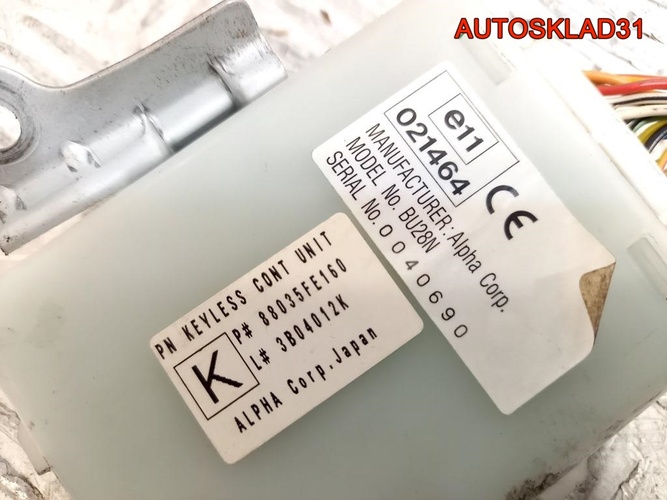 AUTOSKLAD31
e11
021464
CE
MANUFACTURER: Alpha Corp.
MODEL No. BU28N
SERIAL No. 0040690
PN KEYLESS CONT UNIT
K
P# 88035FE160
L# 3B04012K
ALPHA Corp. Japan